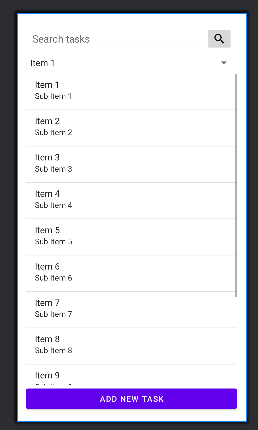 Search tasks
Item 1
Item 1
Sub Item 1
Item 2
Sub Item 2
Item 3
Sub Item 3
Item 4
Sub Item 4
Item 5
Sub Item 5
Item 6
Sub Item 6
Item 7
Sub Item 7
Item 8
Sub Item 8
Item 9
ADD NEW TASK